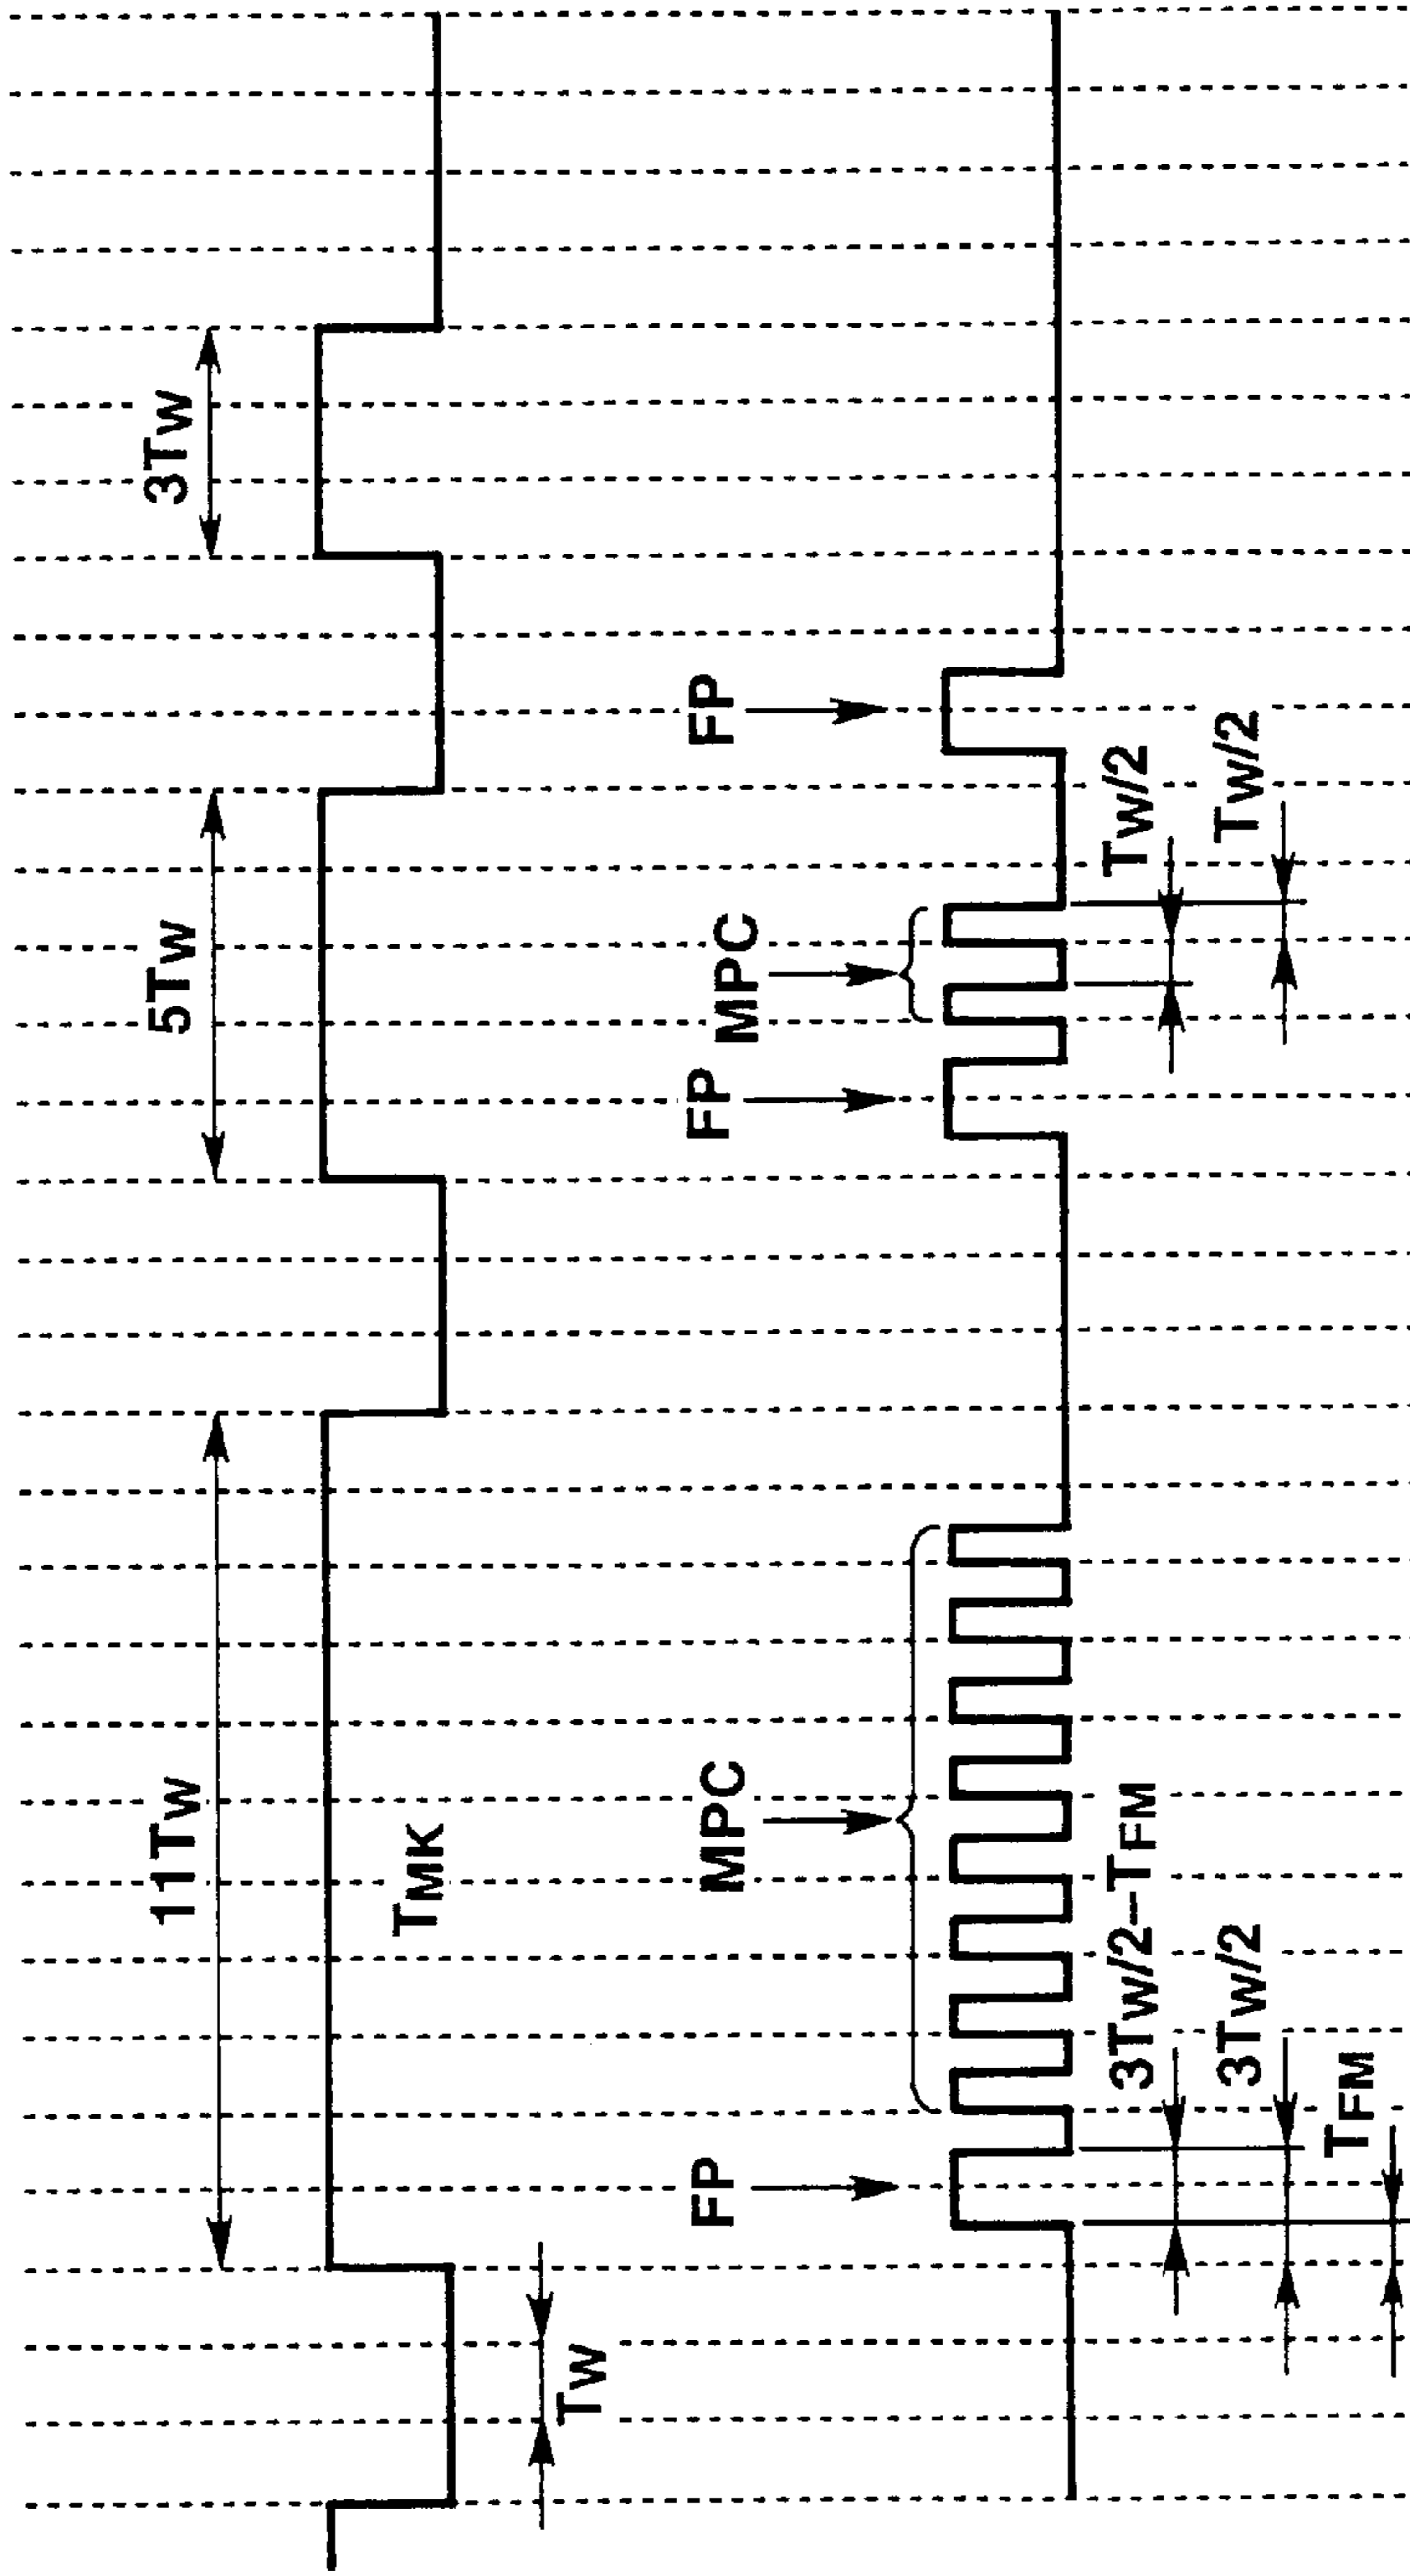 11TW
5TW
3TW
TMK
TW
FP
MPC
FP
MPC
FP
3TW/2–TFM
3TW/2
TFM
TW/2
TW/2